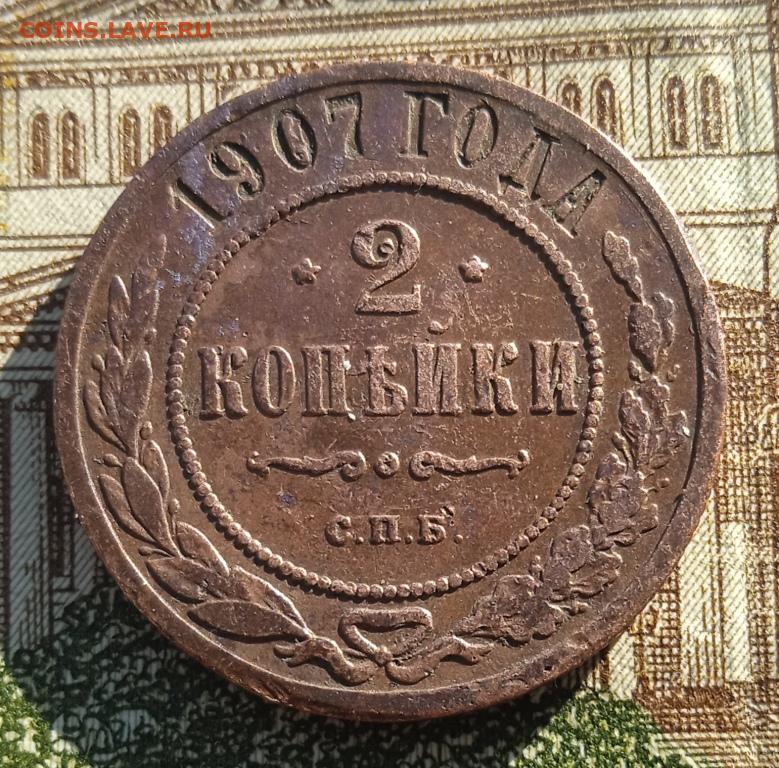 COINS.LAVE.RU
1907 ГОДА
2
КОПѢЙКИ
С.П.Б.